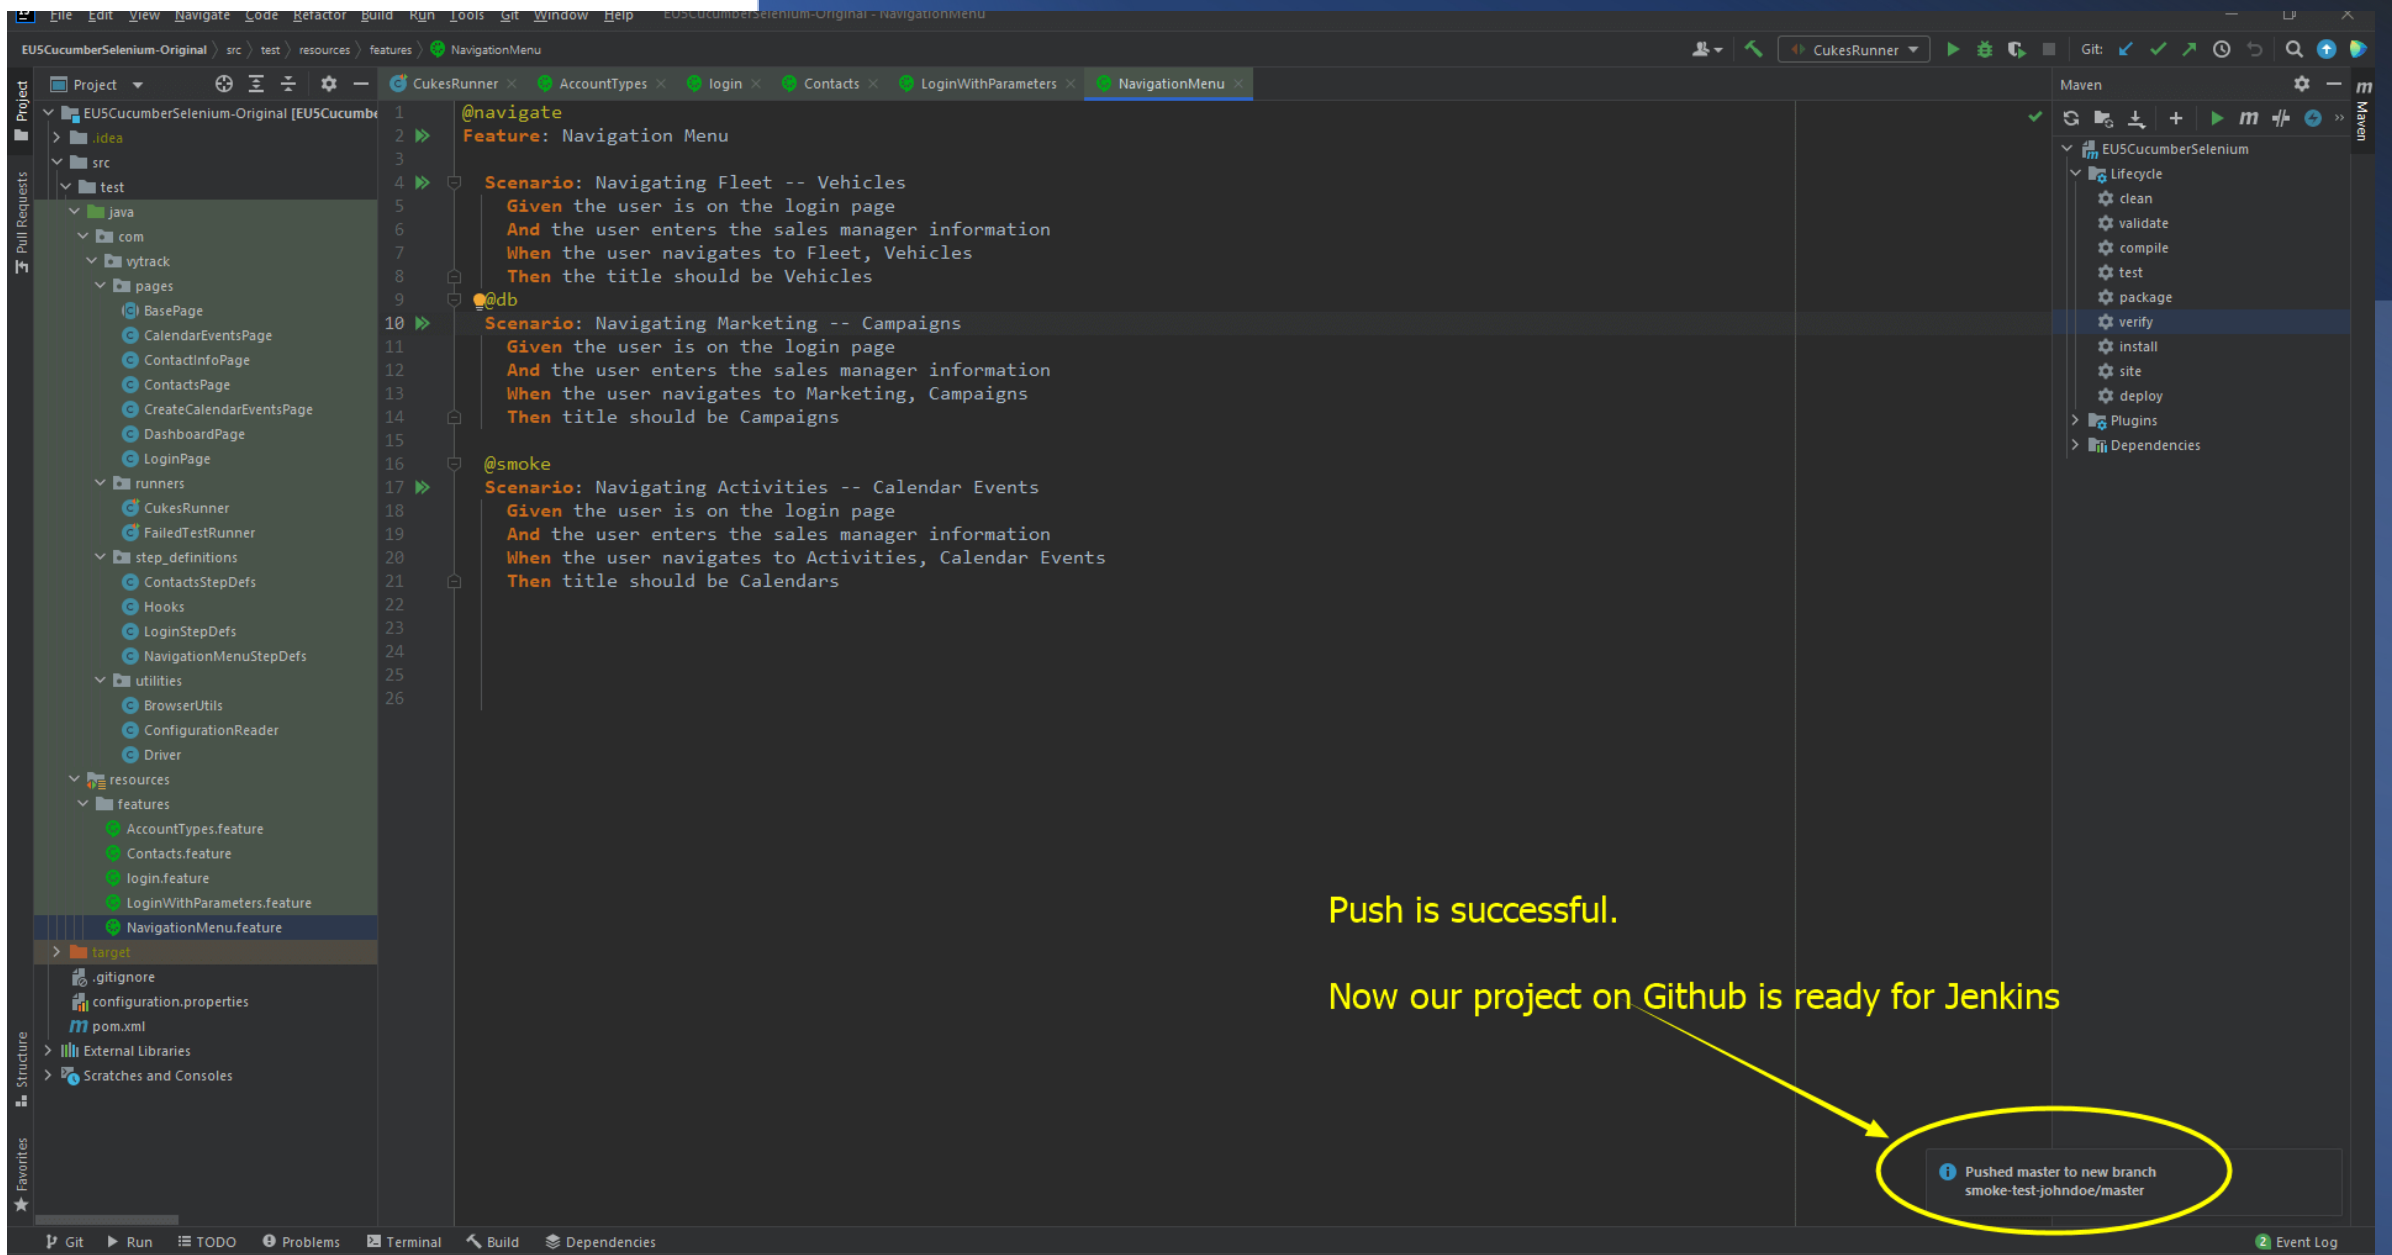 File Edit View Navigate Code Refactor Build Run Tools Git Window Help EU5CucumberSelenium-Original - NavigationMenu
EU5CucumberSelenium-Original src test resources features NavigationMenu
CukesRunner
Git:
Project
CukesRunner AccountTypes login Contacts LoginWithParameters NavigationMenu
Maven
Project
Pull Requests
Structure
Favorites
EU5CucumberSelenium-Original [EU5Cucumbe
.idea
src
test
java
com
vytrack
pages
BasePage
CalendarEventsPage
ContactInfoPage
ContactsPage
CreateCalendarEventsPage
DashboardPage
LoginPage
runners
CukesRunner
FailedTestRunner
step_definitions
ContactsStepDefs
Hooks
LoginStepDefs
NavigationMenuStepDefs
utilities
BrowserUtils
ConfigurationReader
Driver
resources
features
AccountTypes.feature
Contacts.feature
login.feature
LoginWithParameters.feature
NavigationMenu.feature
target
.gitignore
configuration.properties
pom.xml
External Libraries
Scratches and Consoles
1 @navigate
2 Feature: Navigation Menu
3
4 Scenario: Navigating Fleet -- Vehicles
5 Given the user is on the login page
6 And the user enters the sales manager information
7 When the user navigates to Fleet, Vehicles
8 Then the title should be Vehicles
9 @db
10 Scenario: Navigating Marketing -- Campaigns
11 Given the user is on the login page
12 And the user enters the sales manager information
13 When the user navigates to Marketing, Campaigns
14 Then title should be Campaigns
15
16 @smoke
17 Scenario: Navigating Activities -- Calendar Events
18 Given the user is on the login page
19 And the user enters the sales manager information
20 When the user navigates to Activities, Calendar Events
21 Then title should be Calendars
22
23
24
25
26
EU5CucumberSelenium
Lifecycle
clean
validate
compile
test
package
verify
install
site
deploy
Plugins
Dependencies
m Maven
Push is successful.
Now our project on Github is ready for Jenkins
Pushed master to new branch
smoke-test-johndoe/master
Git Run TODO Problems Terminal Build Dependencies
2 Event Log